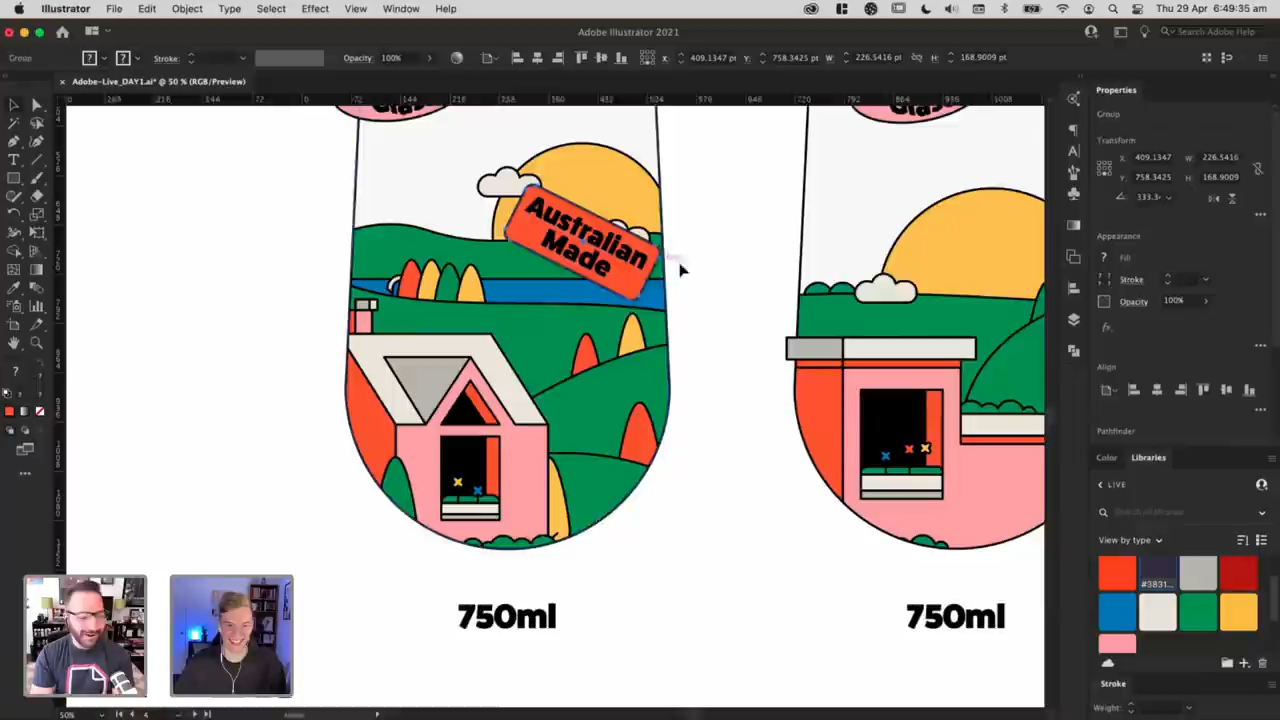 Illustrator File Edit Object Type Select Effect View Window Help Thu 29 Apr 6:49:35 am
Adobe Illustrator 2021 Search Adobe Help
Group Stroke: Opacity: 100% X: 409.1347 pt Y: 758.3425 pt W: 226.5416 pt H: 168.9009 pt
× Adobe-Live_DAY1.ai* @ 50 % (RGB/Preview)
Properties
Group
Transform
X: 409.1347 W: 226.5416
Y: 758.3425 H: 168.9009
333.3
Appearance
? Fill
Stroke
Opacity 100%
fx.
Align
Pathfinder
Color Libraries
LIVE
View by type
#3831...
Stroke
Weight:
Australian
Made
750ml 750ml
50% 4